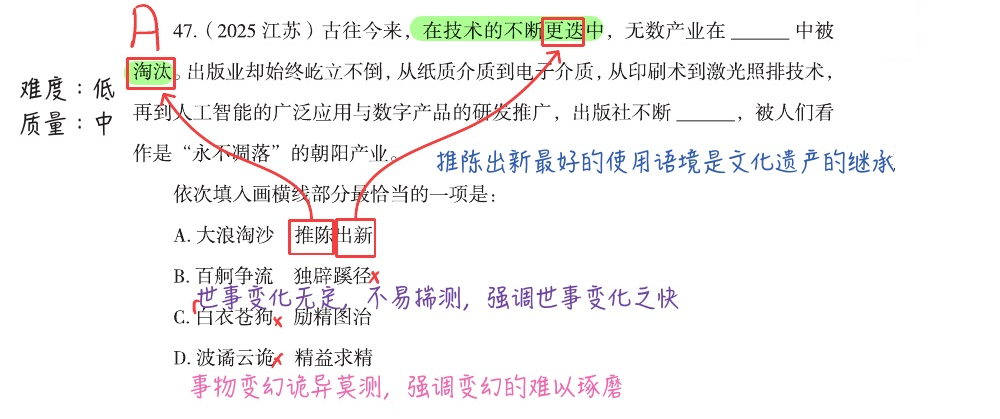 A 47.（2025 江苏）古往今来，在技术的不断更迭中，无数产业在 ______ 中被
淘汰。出版业却始终屹立不倒，从纸质介质到电子介质，从印刷术到激光照排技术，
难度：低
质量：中
再到人工智能的广泛应用与数字产品的研发推广，出版社不断 ______，被人们看
作是“永不凋落”的朝阳产业。
推陈出新最好的使用语境是文化遗产的继承
依次填入画横线部分最恰当的一项是：
A. 大浪淘沙 推陈出新
B. 百舸争流 独辟蹊径
世事变化无定，不易揣测，强调世事变化之快
C. 白衣苍狗 励精图治
D. 波谲云诡 精益求精
事物变幻诡异莫测，强调变幻的难以琢磨